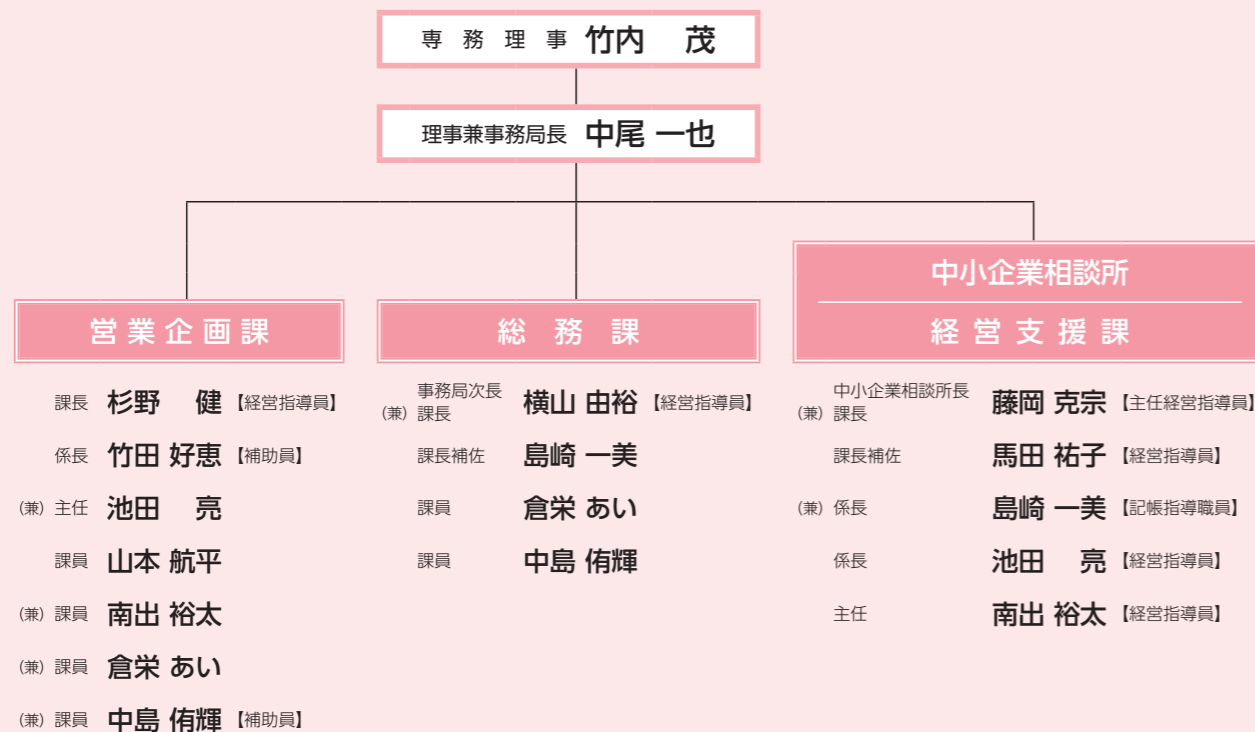 専務理事 竹内 茂
理事兼事務局長 中尾 一也
営業企画課
課長 杉野 健 【経営指導員】
係長 竹田 好恵 【補助員】
(兼) 主任 池田 亮
課員 山本 航平
(兼) 課員 南出 裕太
(兼) 課員 倉栄 あい
(兼) 課員 中島 侑輝 【補助員】
総務課
事務局次長
(兼) 課長 横山 由裕 【経営指導員】
課長補佐 島崎 一美
課員 倉栄 あい
課員 中島 侑輝
中小企業相談所
経営支援課
中小企業相談所長
(兼) 課長 藤岡 克宗 【主任経営指導員】
課長補佐 馬田 祐子 【経営指導員】
(兼) 係長 島崎 一美 【記帳指導職員】
係長 池田 亮 【経営指導員】
主任 南出 裕太 【経営指導員】